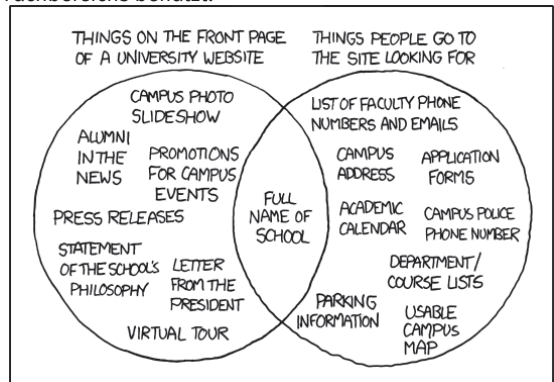 THINGS ON THE FRONT PAGE
OF A UNIVERSITY WEBSITE
THINGS PEOPLE GO TO
THE SITE LOOKING FOR
CAMPUS PHOTO
SLIDESHOW
ALUMNI
IN THE
NEWS
PROMOTIONS
FOR CAMPUS
EVENTS
PRESS RELEASES
STATEMENT
OF THE SCHOOL'S
PHILOSOPHY
LETTER
FROM THE
PRESIDENT
VIRTUAL TOUR
FULL
NAME OF
SCHOOL
LIST OF FACULTY PHONE
NUMBERS AND EMAILS
CAMPUS
ADDRESS
APPLICATION
FORMS
ACADEMIC
CALENDAR
CAMPUS POLICE
PHONE NUMBER
DEPARTMENT/
COURSE LISTS
PARKING
INFORMATION
USABLE
CAMPUS
MAP